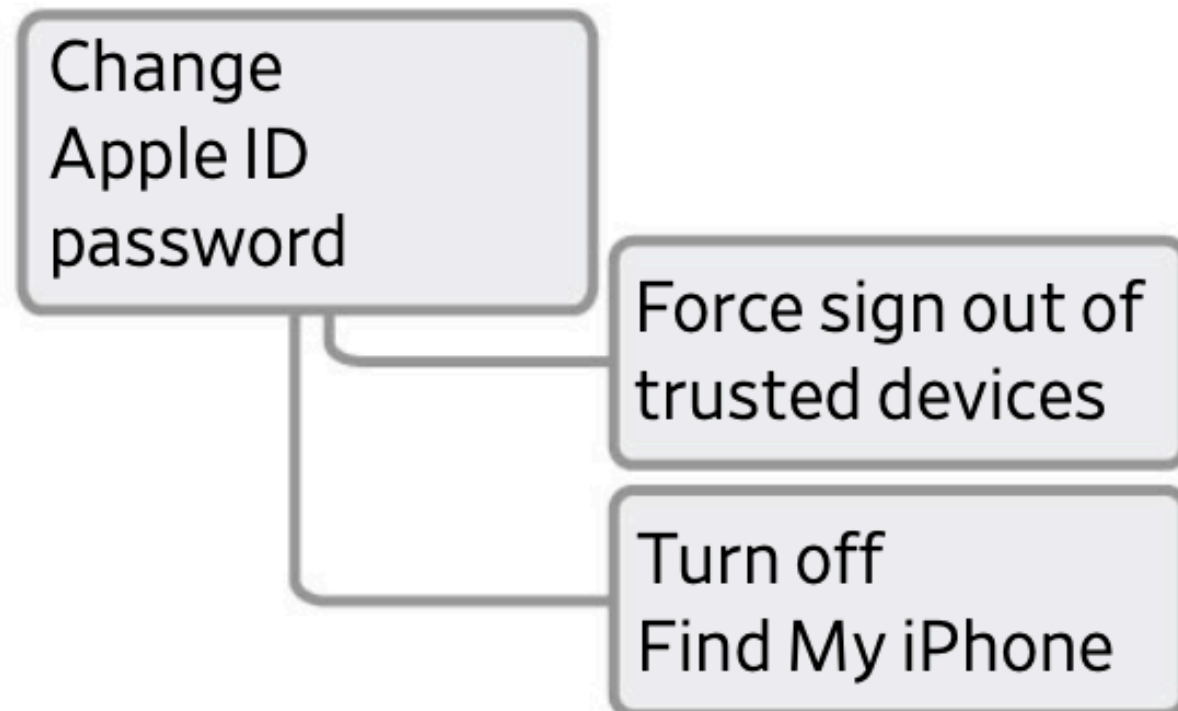 Change
Apple ID
password
Force sign out of
trusted devices
Turn off
Find My iPhone